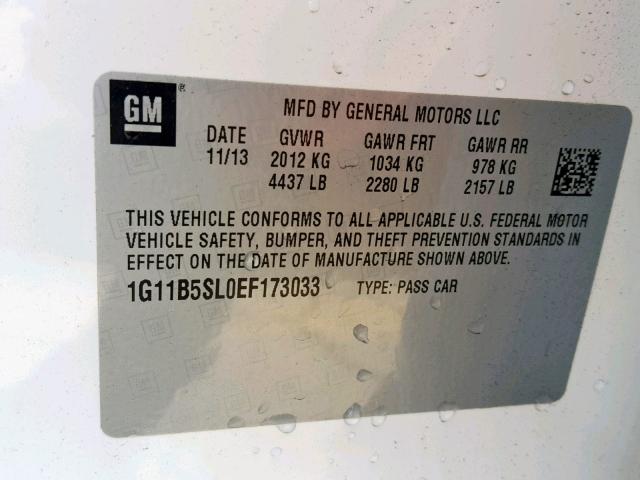 GM®
MFD BY GENERAL MOTORS LLC
DATE GVWR GAWR FRT GAWR RR
11/13 2012 KG 1034 KG 978 KG
4437 LB 2280 LB 2157 LB
THIS VEHICLE CONFORMS TO ALL APPLICABLE U.S. FEDERAL MOTOR
VEHICLE SAFETY, BUMPER, AND THEFT PREVENTION STANDARDS IN
EFFECT ON THE DATE OF MANUFACTURE SHOWN ABOVE.
1G11B5SL0EF173033 TYPE: PASS CAR